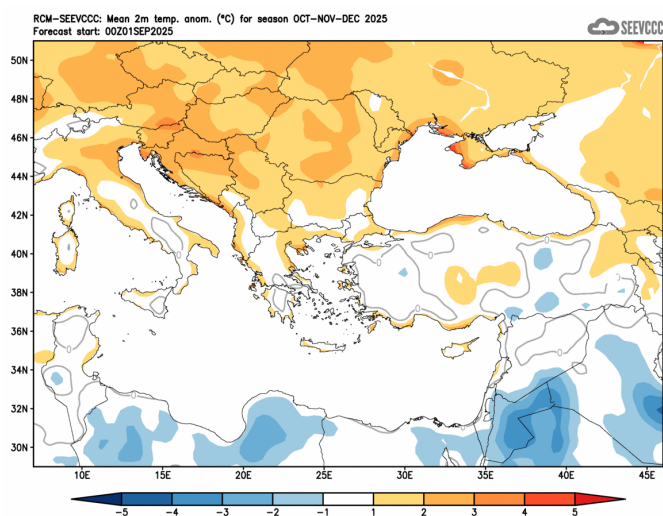 RCM-SEEVCCC: Mean 2m temp. anom. (°C) for season OCT-NOV-DEC 2025
Forecast start: 00Z01SEP2025
SEEVCCC
50N
48N
46N
44N
42N
40N
38N
36N
34N
32N
30N
10E 15E 20E 25E 30E 35E 40E 45E
-5 -4 -3 -2 -1 1 2 3 4 5